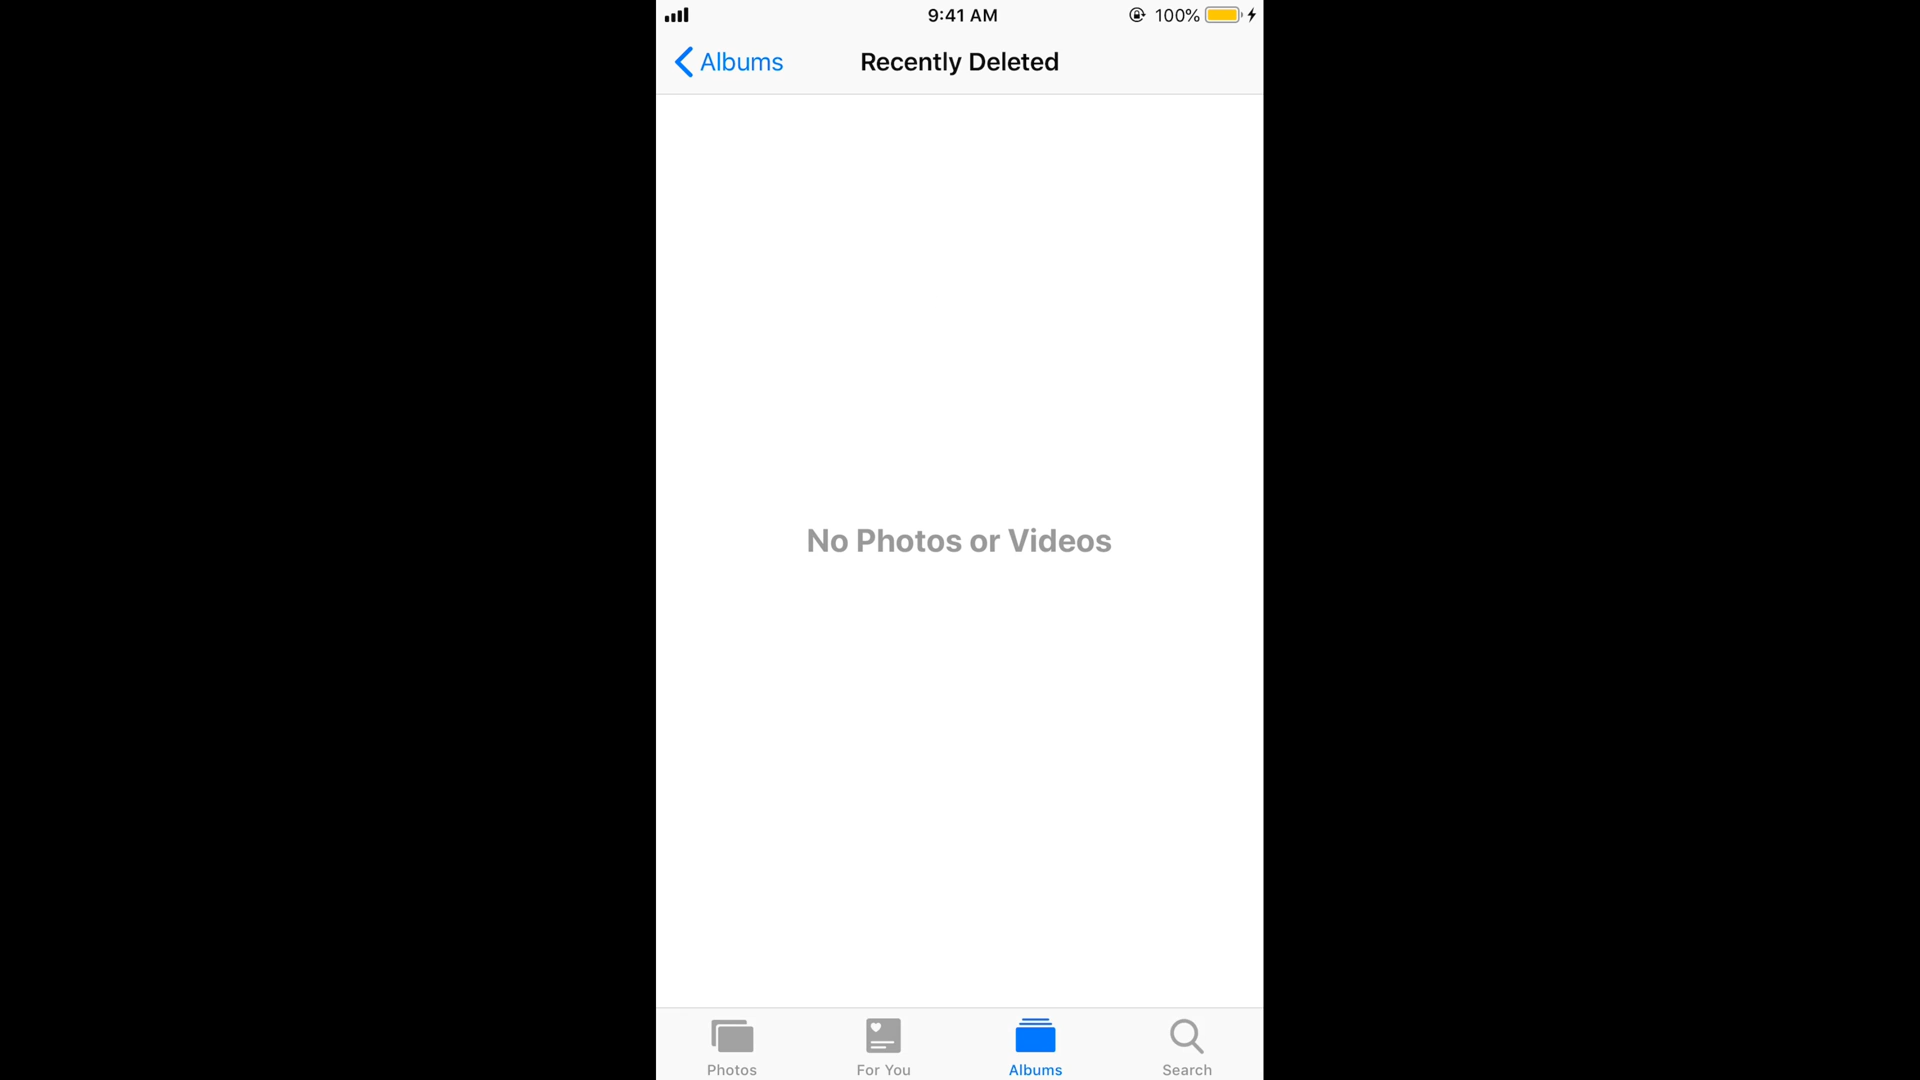 9:41 AM
100%
Albums
Recently Deleted
No Photos or Videos
Photos
For You
Albums
Search